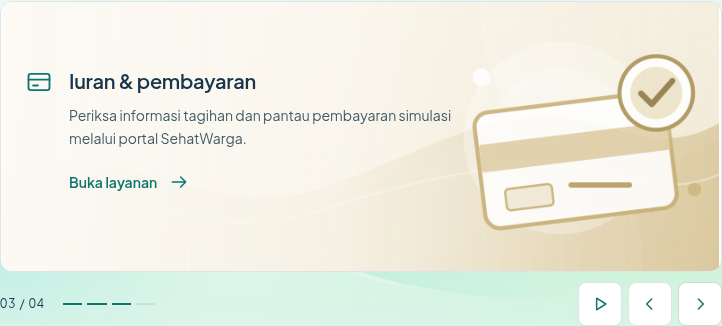 Iuran & pembayaran
Periksa informasi tagihan dan pantau pembayaran simulasi
melalui portal SehatWarga.
Buka layanan
03 / 04